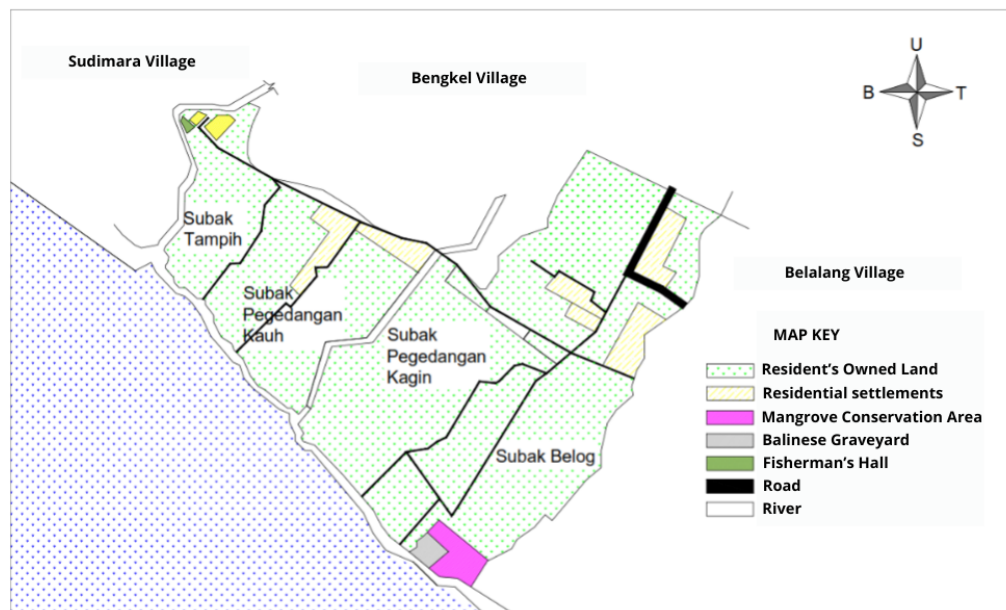 Sudimara Village
Bengkel Village
U
B
T
S
Subak
Tampih
Belalang Village
Subak
Pegedangan
Kauh
Subak
Pegedangan
Kagin
Subak Belog
MAP KEY
Resident's Owned Land
Residential settlements
Mangrove Conservation Area
Balinese Graveyard
Fisherman's Hall
Road
River